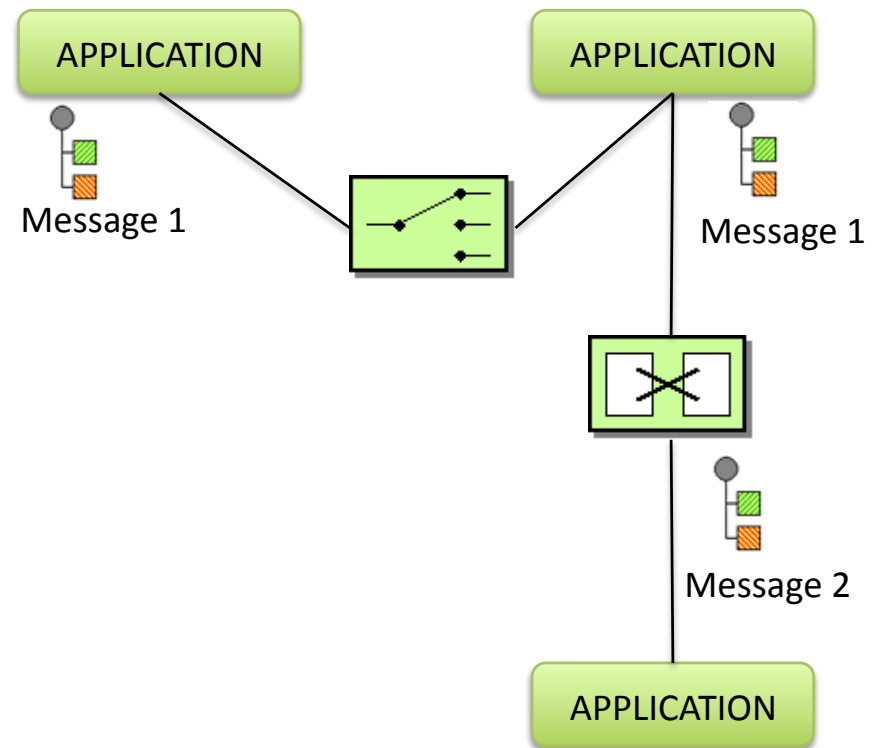 APPLICATION
APPLICATION
Message 1
Message 1
Message 2
APPLICATION